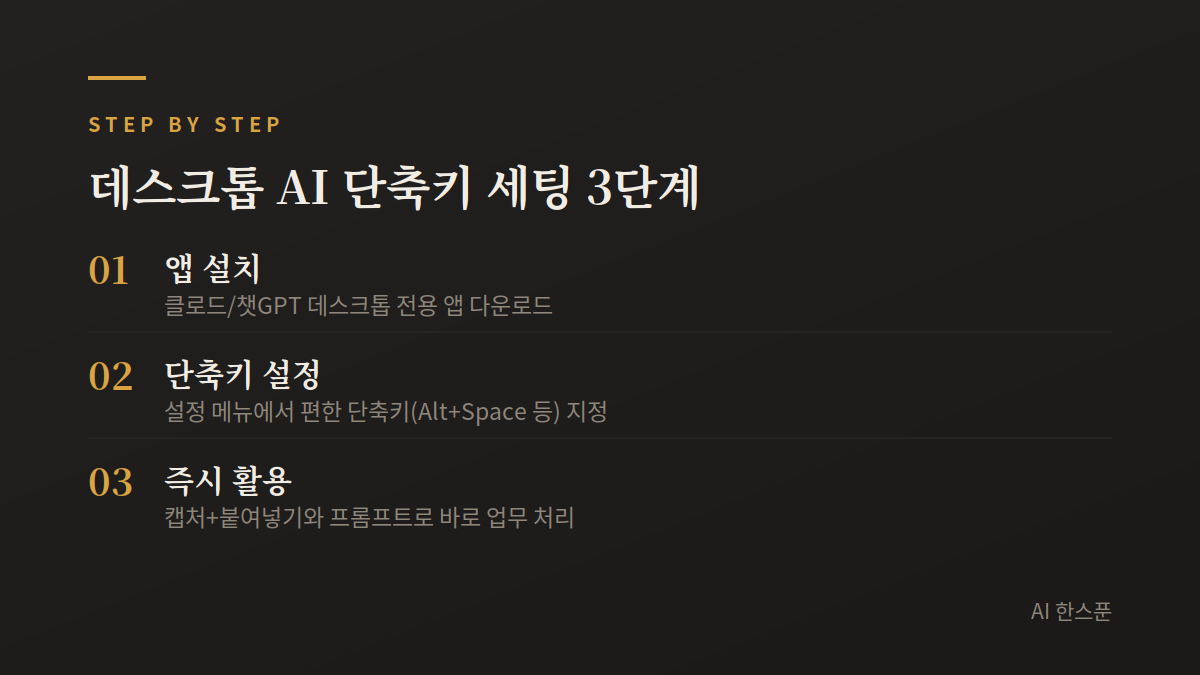 STEP BY STEP
데스크톱 AI 단축키 세팅 3단계
01 앱 설치
클로드/챗GPT 데스크톱 전용 앱 다운로드
02 단축키 설정
설정 메뉴에서 편한 단축키(Alt+Space 등) 지정
03 즉시 활용
캡처+붙여넣기와 프롬프트로 바로 업무 처리
AI 한스푼